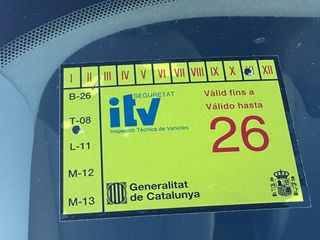 I II III IV V VI VII VIII IX X XI XII
B-26
T-08
L-11
M-12
M-13
SEGURETAT
itv
Inspecció Tècnica de Vehicles
Vàlid fins a
Válido hasta
26
Generalitat
de Catalunya